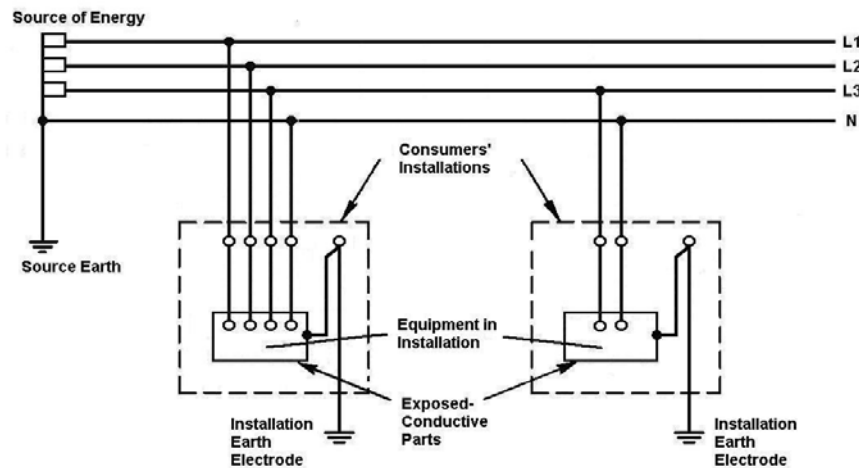 Source of Energy
L1
L2
L3
N
Consumers'
Installations
Source Earth
Equipment in
Installation
Exposed-
Conductive
Parts
Installation
Earth
Electrode
Installation
Earth
Electrode